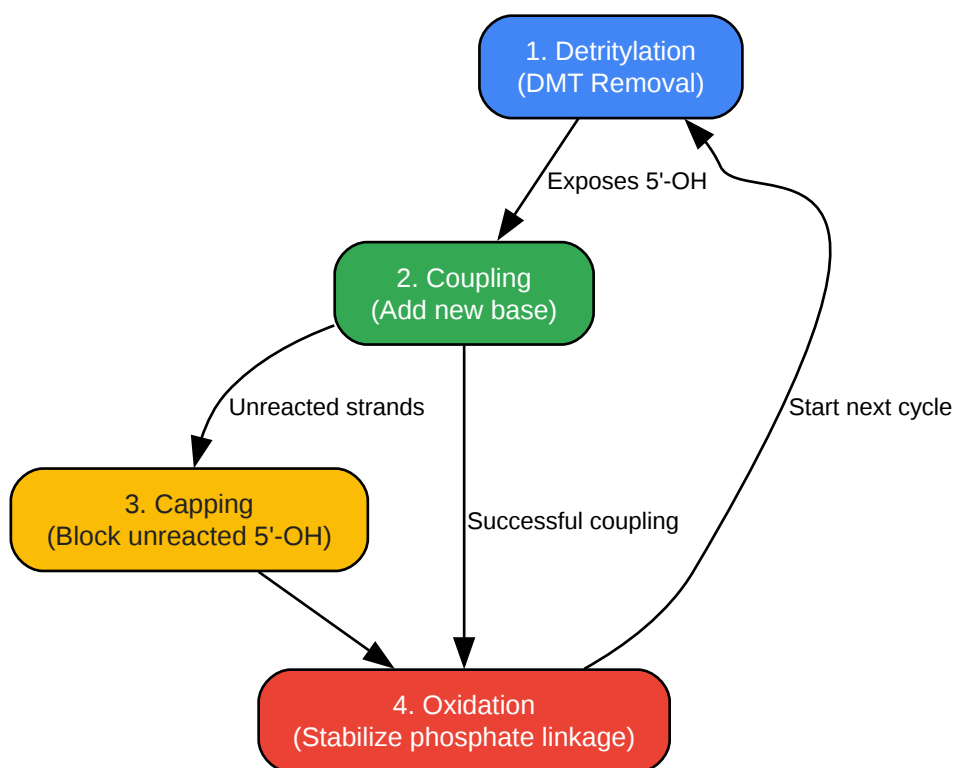 1. Detritylation
(DMT Removal)
Exposes 5'-OH
2. Coupling
(Add new base)
Unreacted strands
Start next cycle
3. Capping
(Block unreacted 5'-OH)
Successful coupling
4. Oxidation
(Stabilize phosphate linkage)